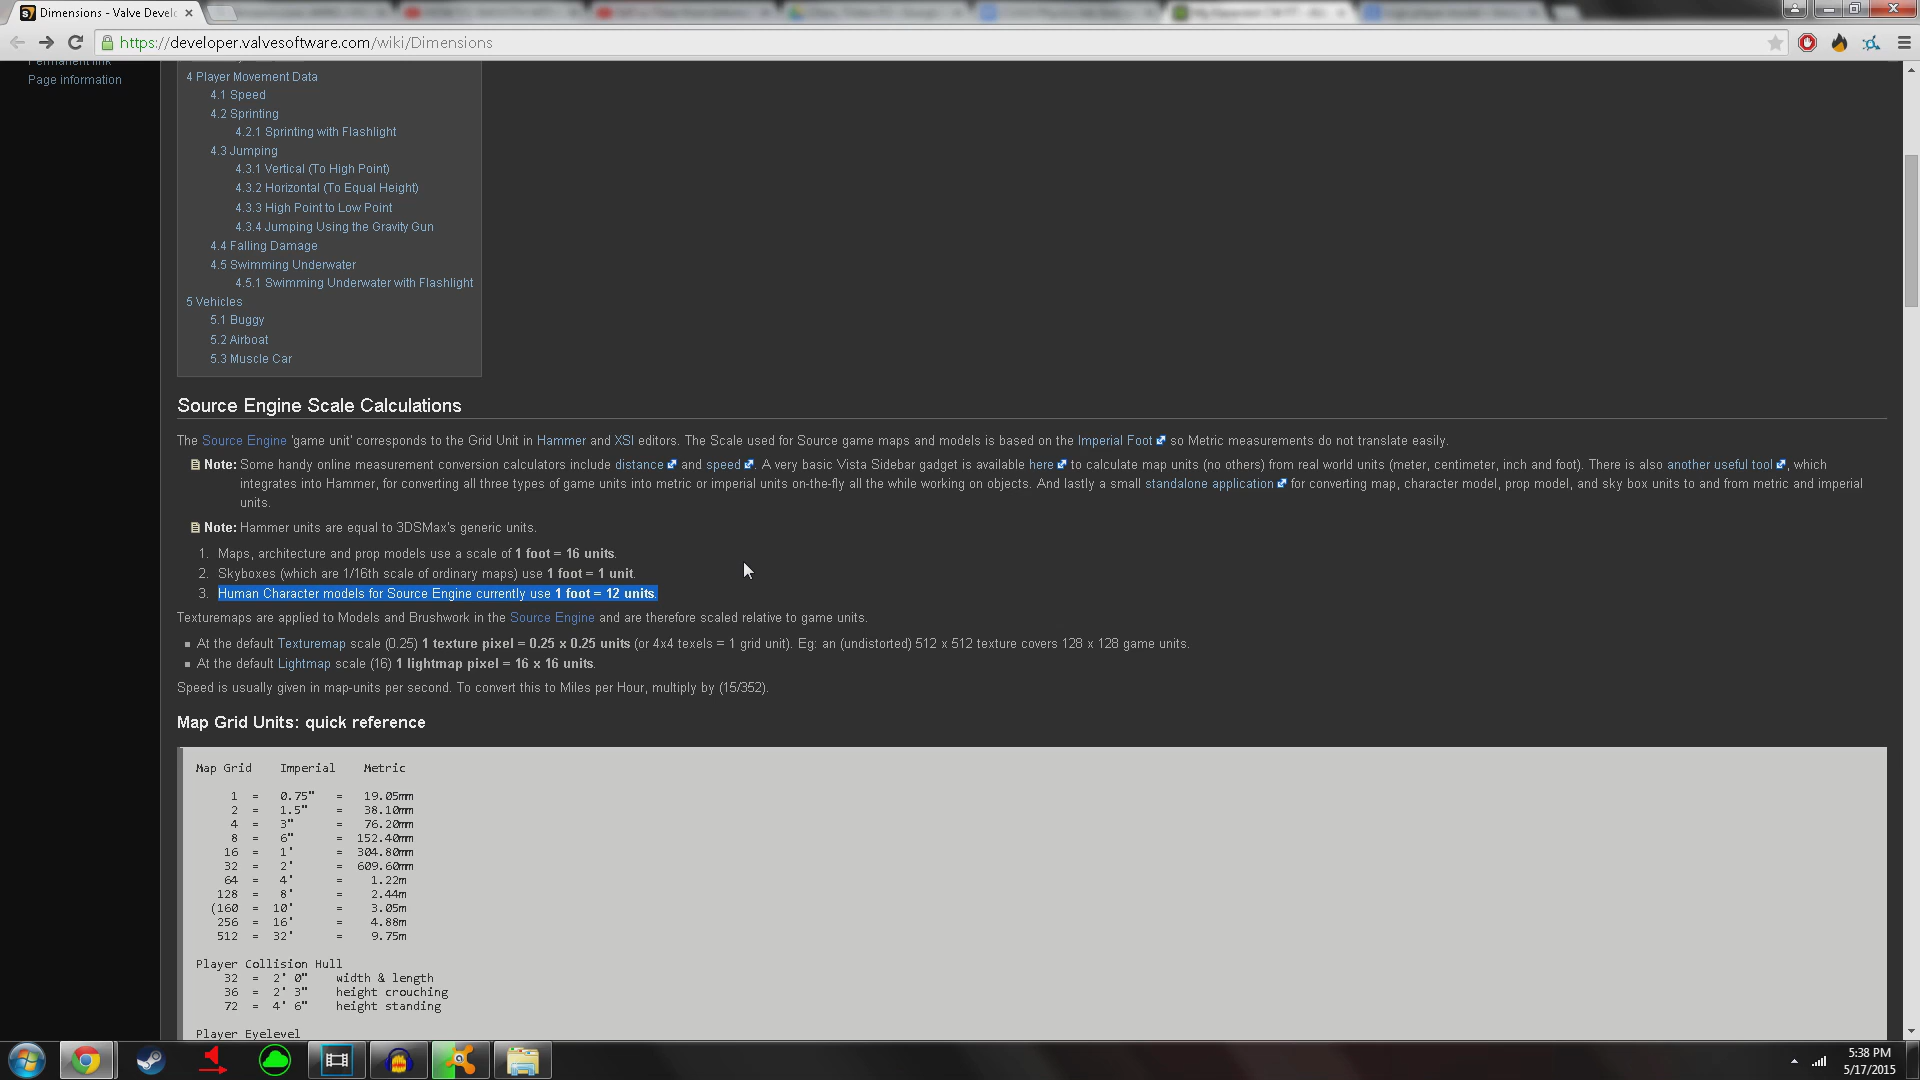 Dimensions - Valve Devel
https://developer.valvesoftware.com/wiki/Dimensions
Permanent link
Page information
4 Player Movement Data
4.1 Speed
4.2 Sprinting
4.2.1 Sprinting with Flashlight
4.3 Jumping
4.3.1 Vertical (To High Point)
4.3.2 Horizontal (To Equal Height)
4.3.3 High Point to Low Point
4.3.4 Jumping Using the Gravity Gun
4.4 Falling Damage
4.5 Swimming Underwater
4.5.1 Swimming Underwater with Flashlight
5 Vehicles
5.1 Buggy
5.2 Airboat
5.3 Muscle Car
Source Engine Scale Calculations
The Source Engine 'game unit' corresponds to the Grid Unit in Hammer and XSI editors. The Scale used for Source game maps and models is based on the Imperial Foot so Metric measurements do not translate easily.
Note: Some handy online measurement conversion calculators include distance and speed. A very basic Vista Sidebar gadget is available here to calculate map units (no others) from real world units (meter, centimeter, inch and foot). There is also another useful tool, which
integrates into Hammer, for converting all three types of game units into metric or imperial units on-the-fly all the while working on objects. And lastly a small standalone application for converting map, character model, prop model, and sky box units to and from metric and imperial
units.
Note: Hammer units are equal to 3DSMax's generic units.
1. Maps, architecture and prop models use a scale of 1 foot = 16 units.
2. Skyboxes (which are 1/16th scale of ordinary maps) use 1 foot = 1 unit.
3. Human Character models for Source Engine currently use 1 foot = 12 units.
Texturemaps are applied to Models and Brushwork in the Source Engine and are therefore scaled relative to game units.
At the default Texturemap scale (0.25) 1 texture pixel = 0.25 x 0.25 units (or 4x4 texels = 1 grid unit). Eg: an (undistorted) 512 x 512 texture covers 128 x 128 game units.
At the default Lightmap scale (16) 1 lightmap pixel = 16 x 16 units.
Speed is usually given in map-units per second. To convert this to Miles per Hour, multiply by (15/352).
Map Grid Units: quick reference
Map Grid Imperial Metric
1 = 0.75" = 19.05mm
2 = 1.5" = 38.10mm
4 = 3" = 76.20mm
8 = 6" = 152.40mm
16 = 1' = 304.80mm
32 = 2' = 609.60mm
64 = 4' = 1.22m
128 = 8' = 2.44m
(160 = 10' = 3.05m
256 = 16' = 4.88m
512 = 32' = 9.75m
Player Collision Hull
32 = 2' 0" width & length
36 = 2' 3" height crouching
72 = 4' 6" height standing
Player Eyelevel
5:38 PM
5/17/2015